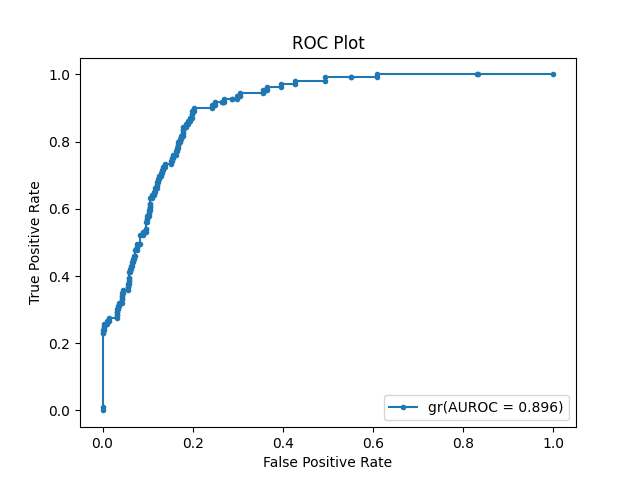 ROC Plot
1.0
0.8
0.6
0.4
0.2
0.0
True Positive Rate
gr(AUROC = 0.896)
0.0 0.2 0.4 0.6 0.8 1.0
False Positive Rate